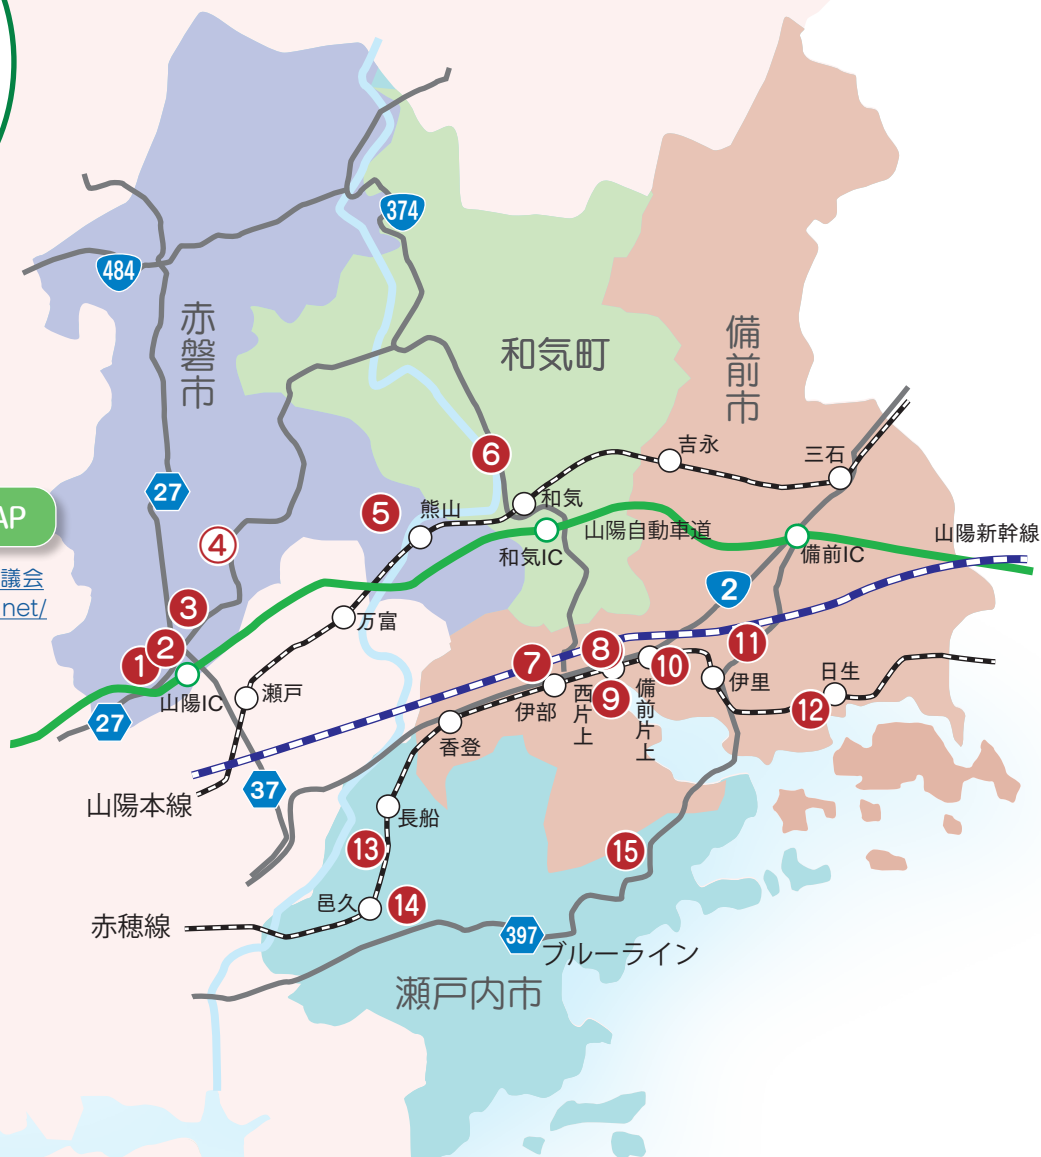 374
484
赤磐市
和気町
備前市
吉永
三石
6
27
熊山
5
和気
AP
4
和気IC
山陽自動車道
山陽新幹線
備前IC
議会
net/
2
3
万富
1
2
7
8
11
10
伊里
日生
瀬戸
山陽IC
伊部
西片上
9
備前片上
12
27
香登
37
山陽本線
長船
13
15
邑久
14
赤穂線
397
ブルーライン
瀬戸内市